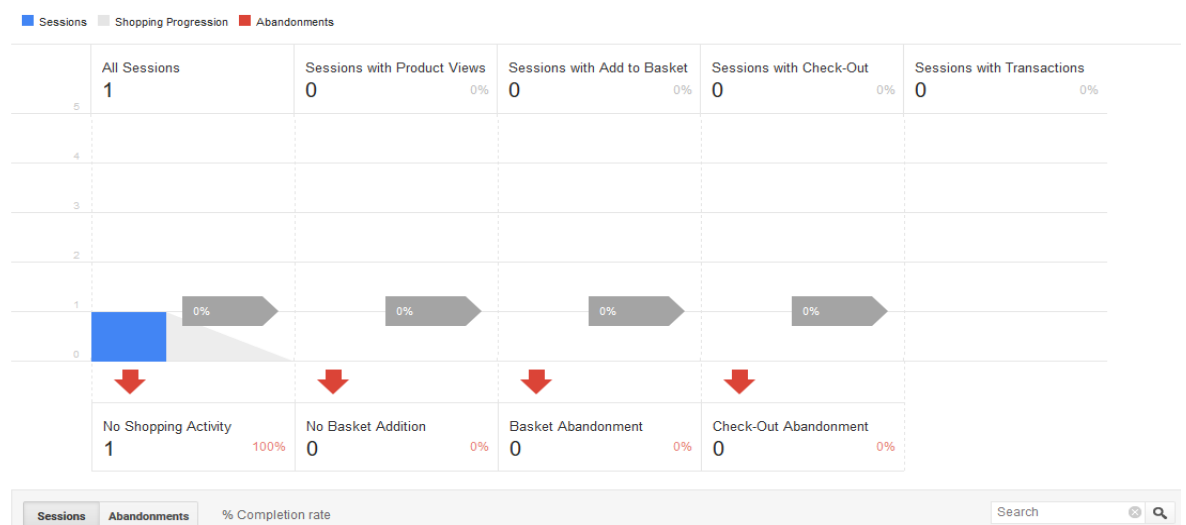 Sessions Shopping Progression Abandonments
All Sessions Sessions with Product Views Sessions with Add to Basket Sessions with Check-Out Sessions with Transactions
1 0 0% 0 0% 0 0% 0 0%
5
4
3
2
1
0% 0% 0% 0%
0
No Shopping Activity No Basket Addition Basket Abandonment Check-Out Abandonment
1 100% 0 0% 0 0% 0 0%
Sessions Abandonments % Completion rate Search